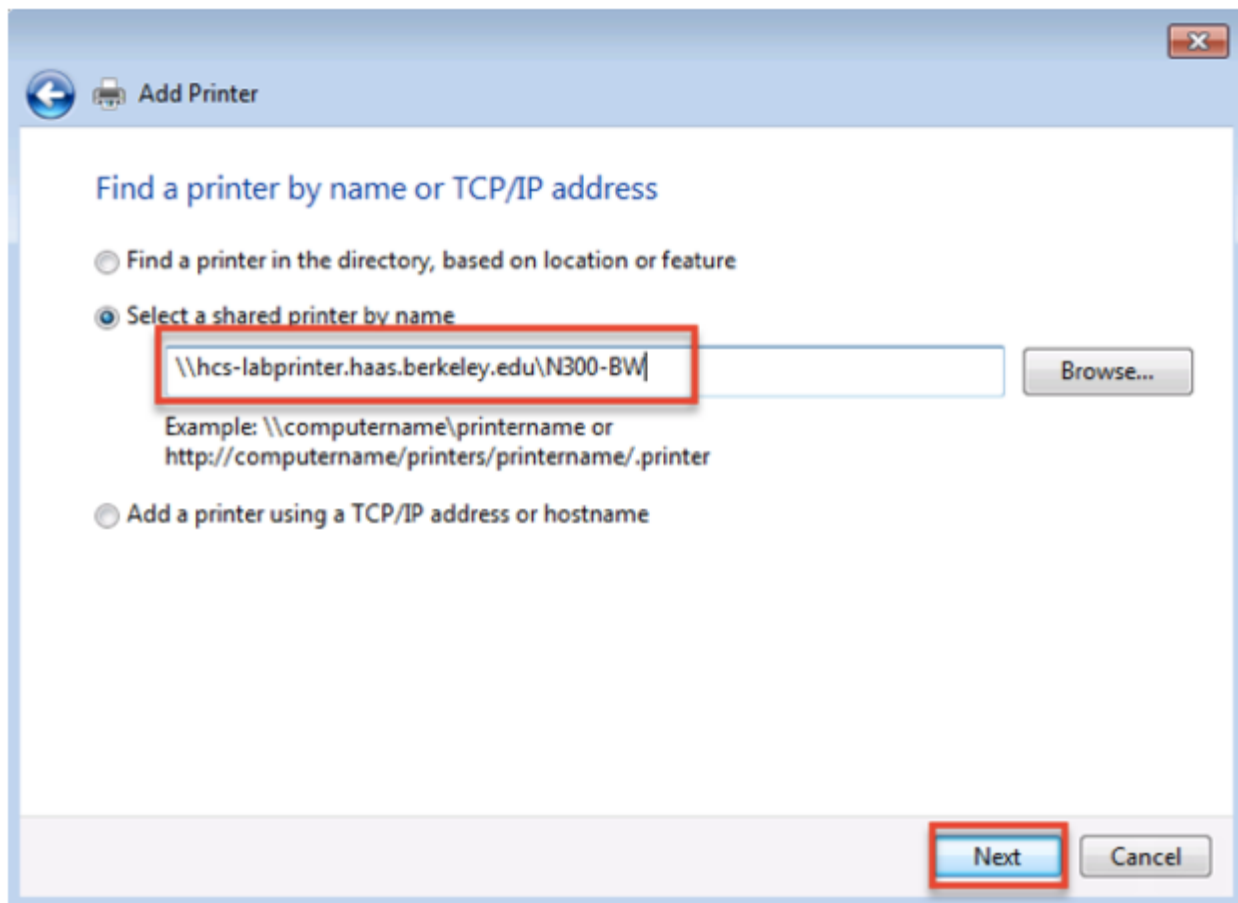 Add Printer
Find a printer by name or TCP/IP address
Find a printer in the directory, based on location or feature
Select a shared printer by name
\\hcs-labprinter.haas.berkeley.edu\N300-BW
Browse...
Example: \\computername\printername or
http://computername/printers/printername/.printer
Add a printer using a TCP/IP address or hostname
Next
Cancel